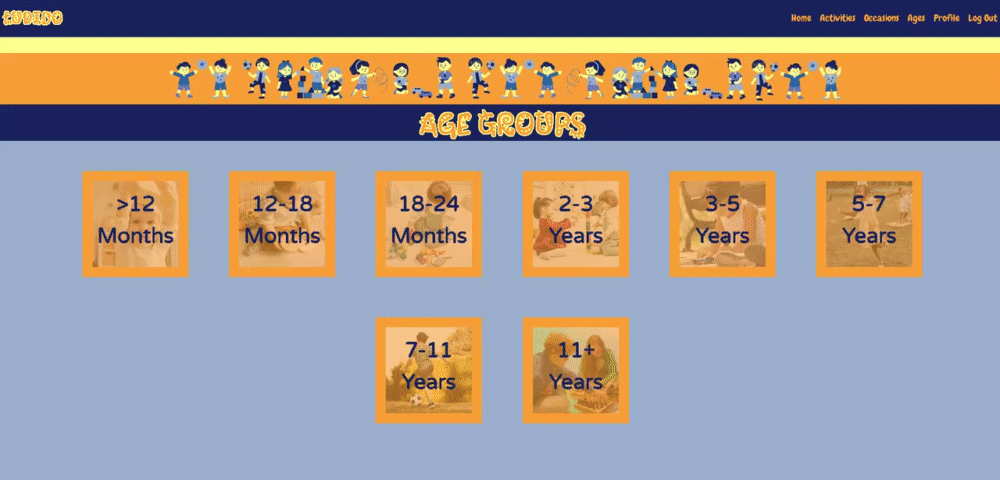 LUDIDO
Home Activities Occasions Ages Profile Log Out
AGE GROUPS
>12
Months
12-18
Months
18-24
Months
2-3
Years
3-5
Years
5-7
Years
7-11
Years
11+
Years